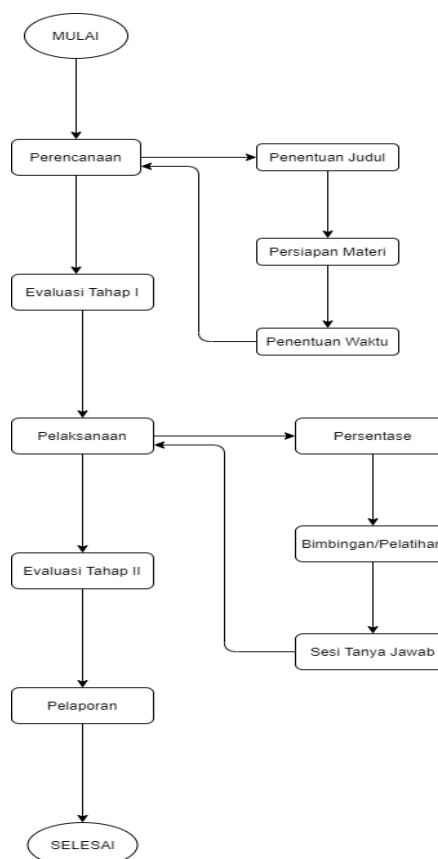 MULAI
Perencanaan
Penentuan Judul
Persiapan Materi
Evaluasi Tahap I
Penentuan Waktu
Pelaksanaan
Persentase
Bimbingan/Pelatihan
Evaluasi Tahap II
Sesi Tanya Jawab
Pelaporan
SELESAI